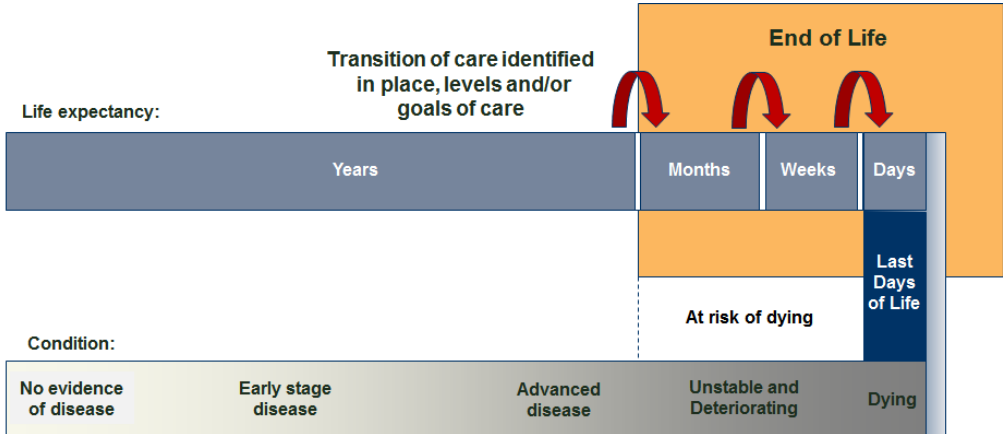 End of Life
Transition of care identified
in place, levels and/or
goals of care
Life expectancy:
Years
Months
Weeks
Days
Last
Days
of Life
At risk of dying
Condition:
No evidence
of disease
Early stage
disease
Advanced
disease
Unstable and
Deteriorating
Dying